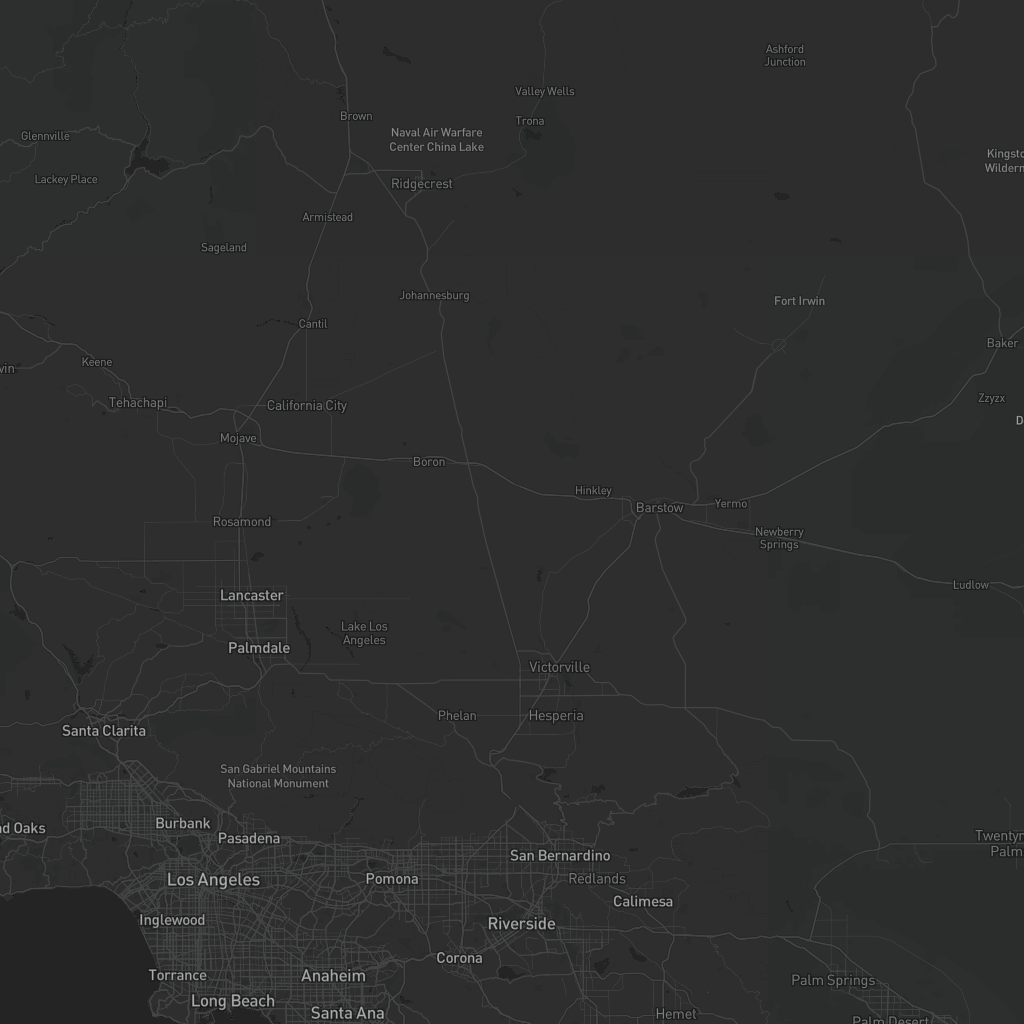 Ashford
Junction
Valley Wells
Brown
Trona
Naval Air Warfare
Center China Lake
Glennville
Kingsto
Wildern
Lackey Place
Ridgecrest
Armistead
Sageland
Johannesburg
Fort Irwin
Cantil
Baker
Keene
vin
Zzyzx
Tehachapi
California City
D
Mojave
Boron
Hinkley
Barstow
Yermo
Rosamond
Newberry
Springs
Ludlow
Lancaster
Lake Los
Angeles
Palmdale
Victorville
Phelan
Hesperia
Santa Clarita
San Gabriel Mountains
National Monument
nd Oaks
Burbank
Pasadena
Twentyn
Palm
San Bernardino
Los Angeles
Pomona
Redlands
Calimesa
Inglewood
Riverside
Corona
Torrance
Anaheim
Palm Springs
Long Beach
Santa Ana
Hemet
Palm Desert